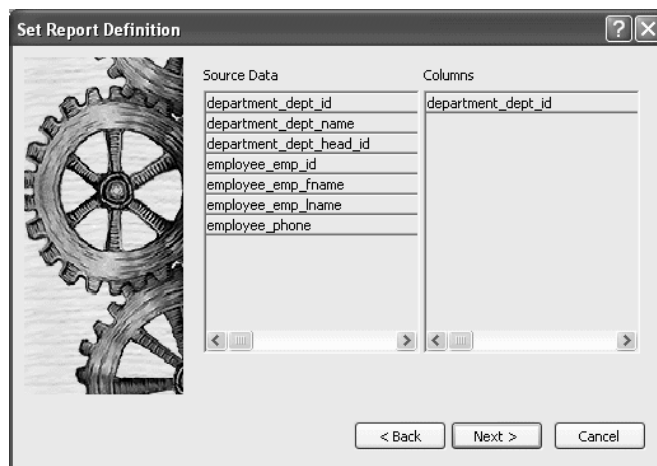 Set Report Definition
Source Data
Columns
department_dept_id
department_dept_id
department_dept_name
department_dept_head_id
employee_emp_id
employee_emp_fname
employee_emp_lname
employee_phone
< Back
Next >
Cancel